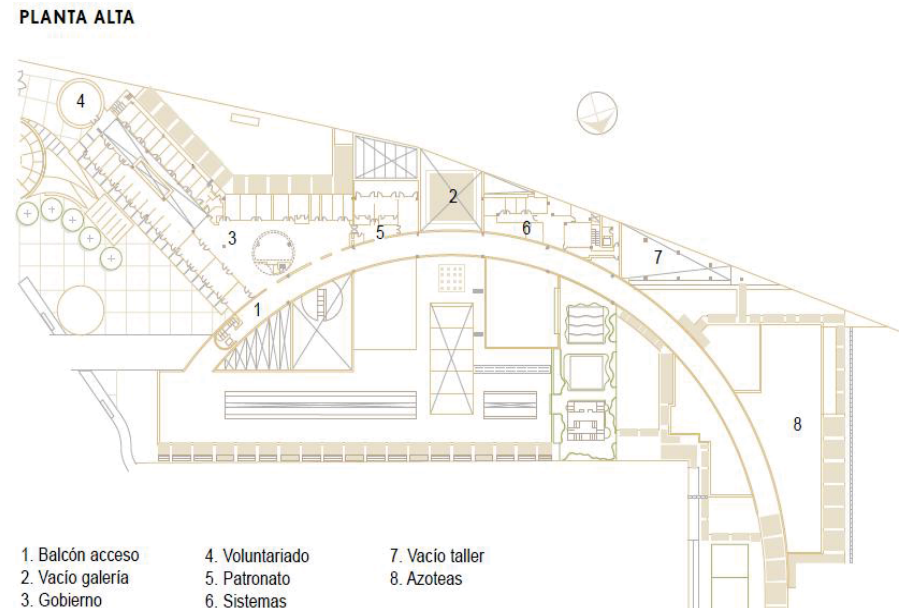 PLANTA ALTA
4
2
3
5
6
7
1
8
1. Balcón acceso
2. Vacío galería
3. Gobierno
4. Voluntariado
5. Patronato
6. Sistemas
7. Vacío taller
8. Azoteas